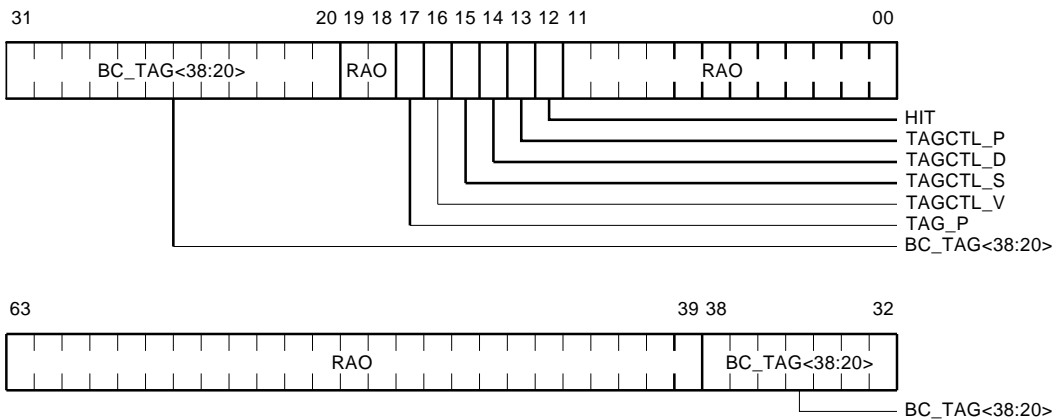 31 20 19 18 17 16 15 14 13 12 11 00
BC_TAG<38:20> RAO RAO
HIT
TAGCTL_P
TAGCTL_D
TAGCTL_S
TAGCTL_V
TAG_P
BC_TAG<38:20>
63 39 38 32
RAO BC_TAG<38:20>
BC_TAG<38:20>